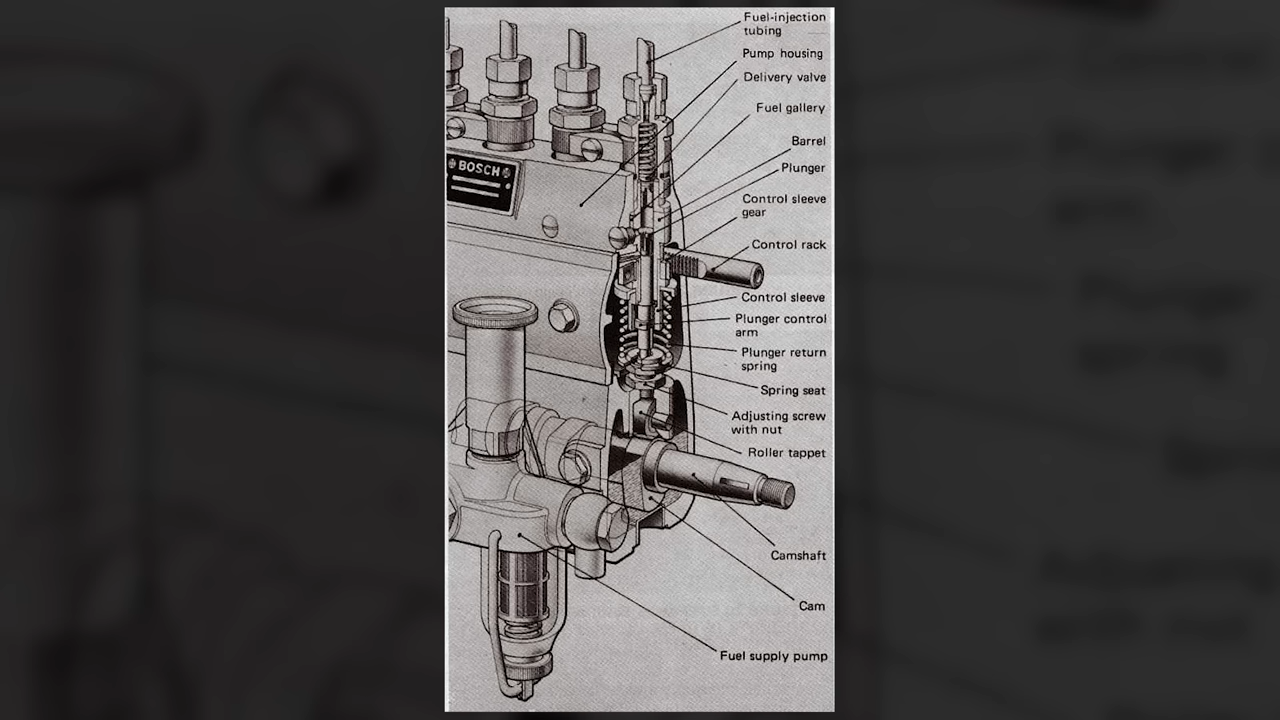 Fuel-injection
tubing
Pump housing
Delivery valve
Fuel gallery
Barrel
BOSCH
Plunger
Control sleeve
gear
Control rack
Control sleeve
Plunger control
arm
Plunger return
spring
Spring seat
Adjusting screw
with nut
Roller tappet
Camshaft
Cam
Fuel supply pump